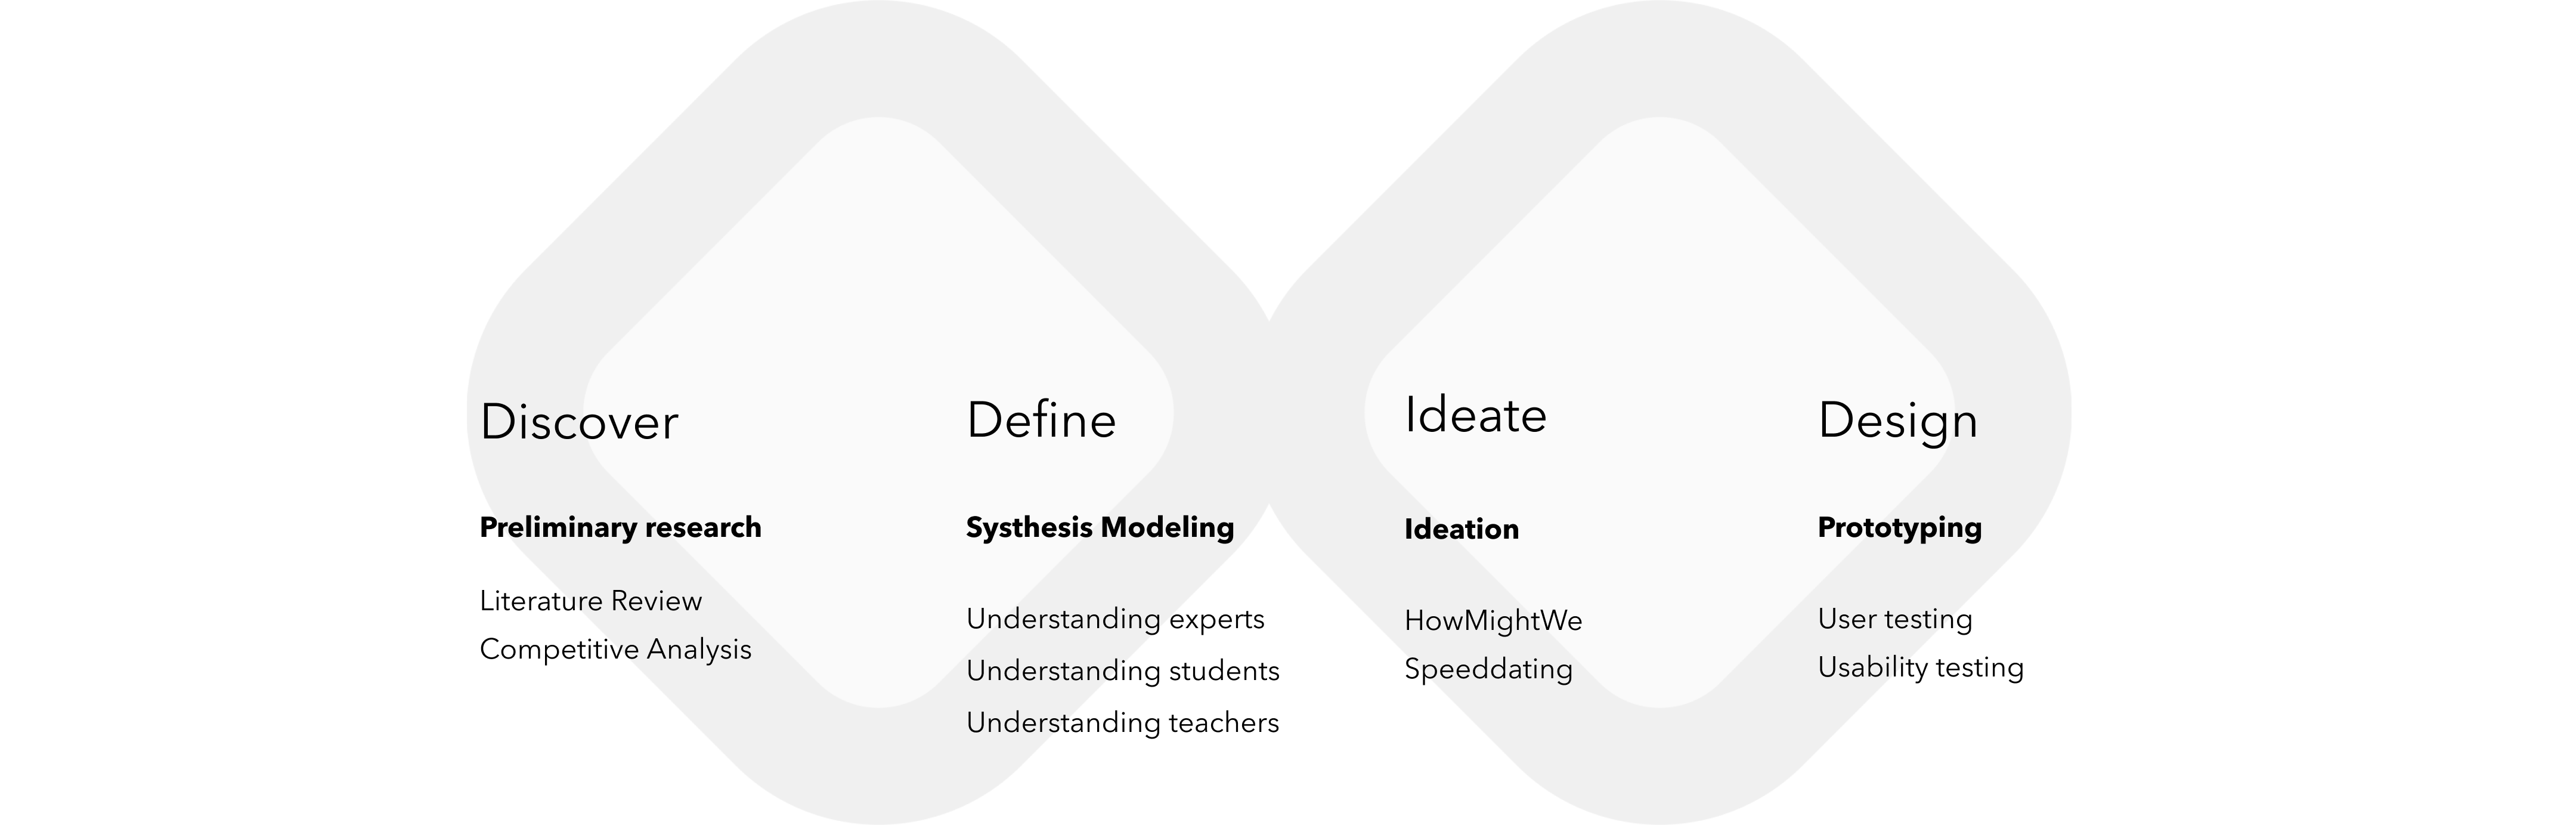 Discover
Preliminary research
Literature Review
Competitive Analysis
Define
Systhesis Modeling
Understanding experts
Understanding students
Understanding teachers
Ideate
Ideation
HowMightWe
Speeddating
Design
Prototyping
User testing
Usability testing